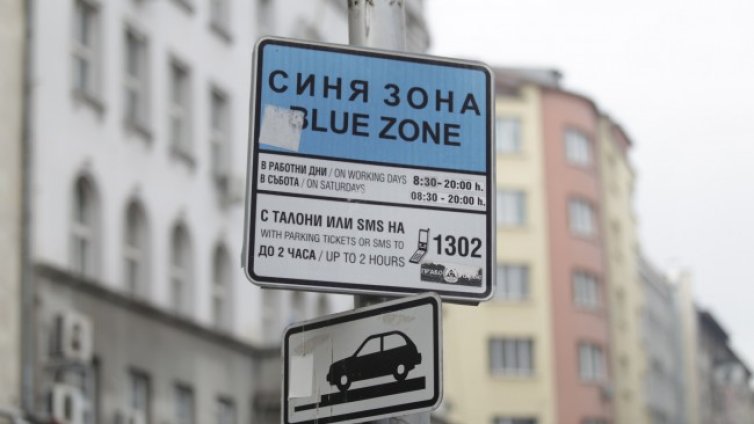 СИНЯ ЗОНА
BLUE ZONE
В РАБОТНИ ДНИ / ON WORKING DAYS 8:30-20:00 h.
В СЪБОТА / ON SATURDAYS 08:30-20:00 h.
С ТАЛОНИ ИЛИ SMS НА
WITH PARKING TICKETS OR SMS TO 1302
ДО 2 ЧАСА / UP TO 2 HOURS